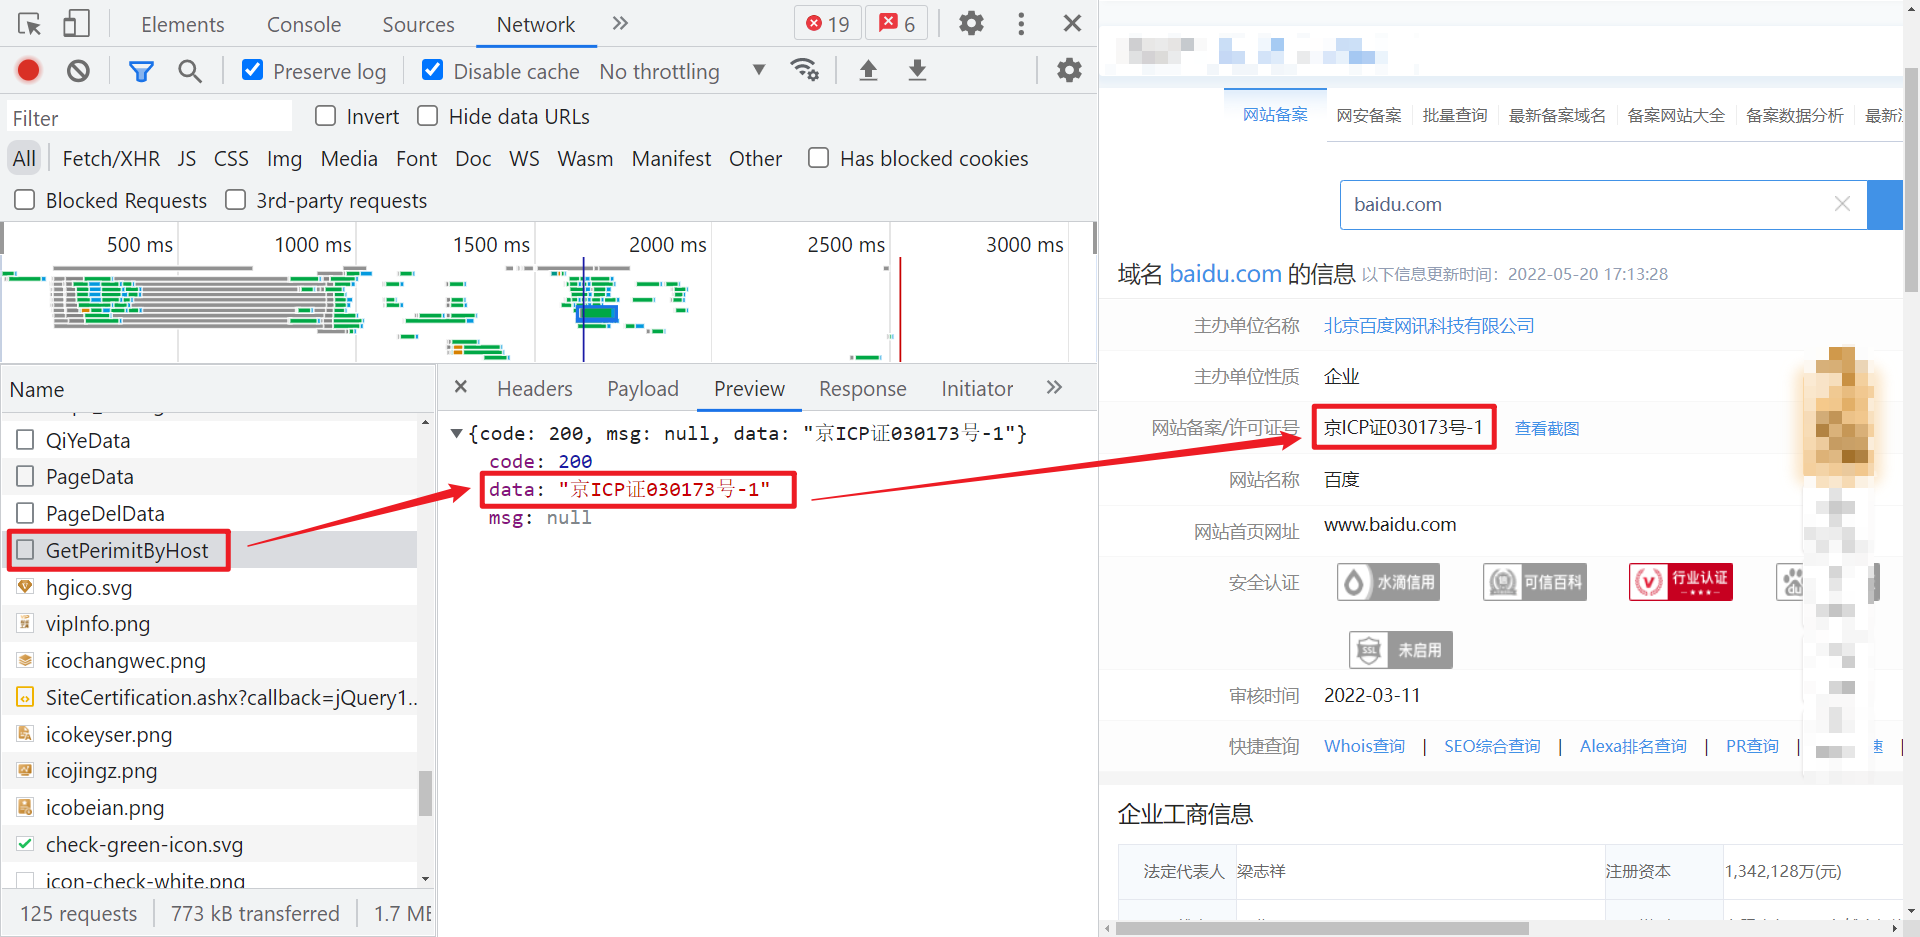 Elements Console Sources Network 19 6
Preserve log Disable cache No throttling
Filter Invert Hide data URLs
All Fetch/XHR JS CSS Img Media Font Doc WS Wasm Manifest Other Has blocked cookies
Blocked Requests 3rd-party requests
500 ms 1000 ms 1500 ms 2000 ms 2500 ms 3000 ms
Name
QiYeData
PageData
PageDelData
GetPerimitByHost
hgico.svg
vipInfo.png
icochangwec.png
SiteCertification.ashx?callback=jQuery1..
icokeyser.png
icojingz.png
icobeian.png
check-green-icon.svg
icon-check-white.png
125 requests 773 kB transferred 1.7 ME
Headers Payload Preview Response Initiator
{code: 200, msg: null, data: "京ICP证030173号-1"}
code: 200
data: "京ICP证030173号-1"
msg: null
网站备案 网安备案 批量查询 最新备案域名 备案网站大全 备案数据分析 最新
baidu.com
域名 baidu.com 的信息 以下信息更新时间：2022-05-20 17:13:28
主办单位名称 北京百度网讯科技有限公司
主办单位性质 企业
网站备案/许可证号 京ICP证030173号-1 查看截图
网站名称 百度
网站首页网址 www.baidu.com
安全认证 水滴信用 可信百科 行业认证 du
SSL 未启用
审核时间 2022-03-11
快捷查询 Whois查询 | SEO综合查询 | Alexa排名查询 | PR查询 | 速 |
企业工商信息
法定代表人 梁志祥 注册资本 1,342,128万(元)